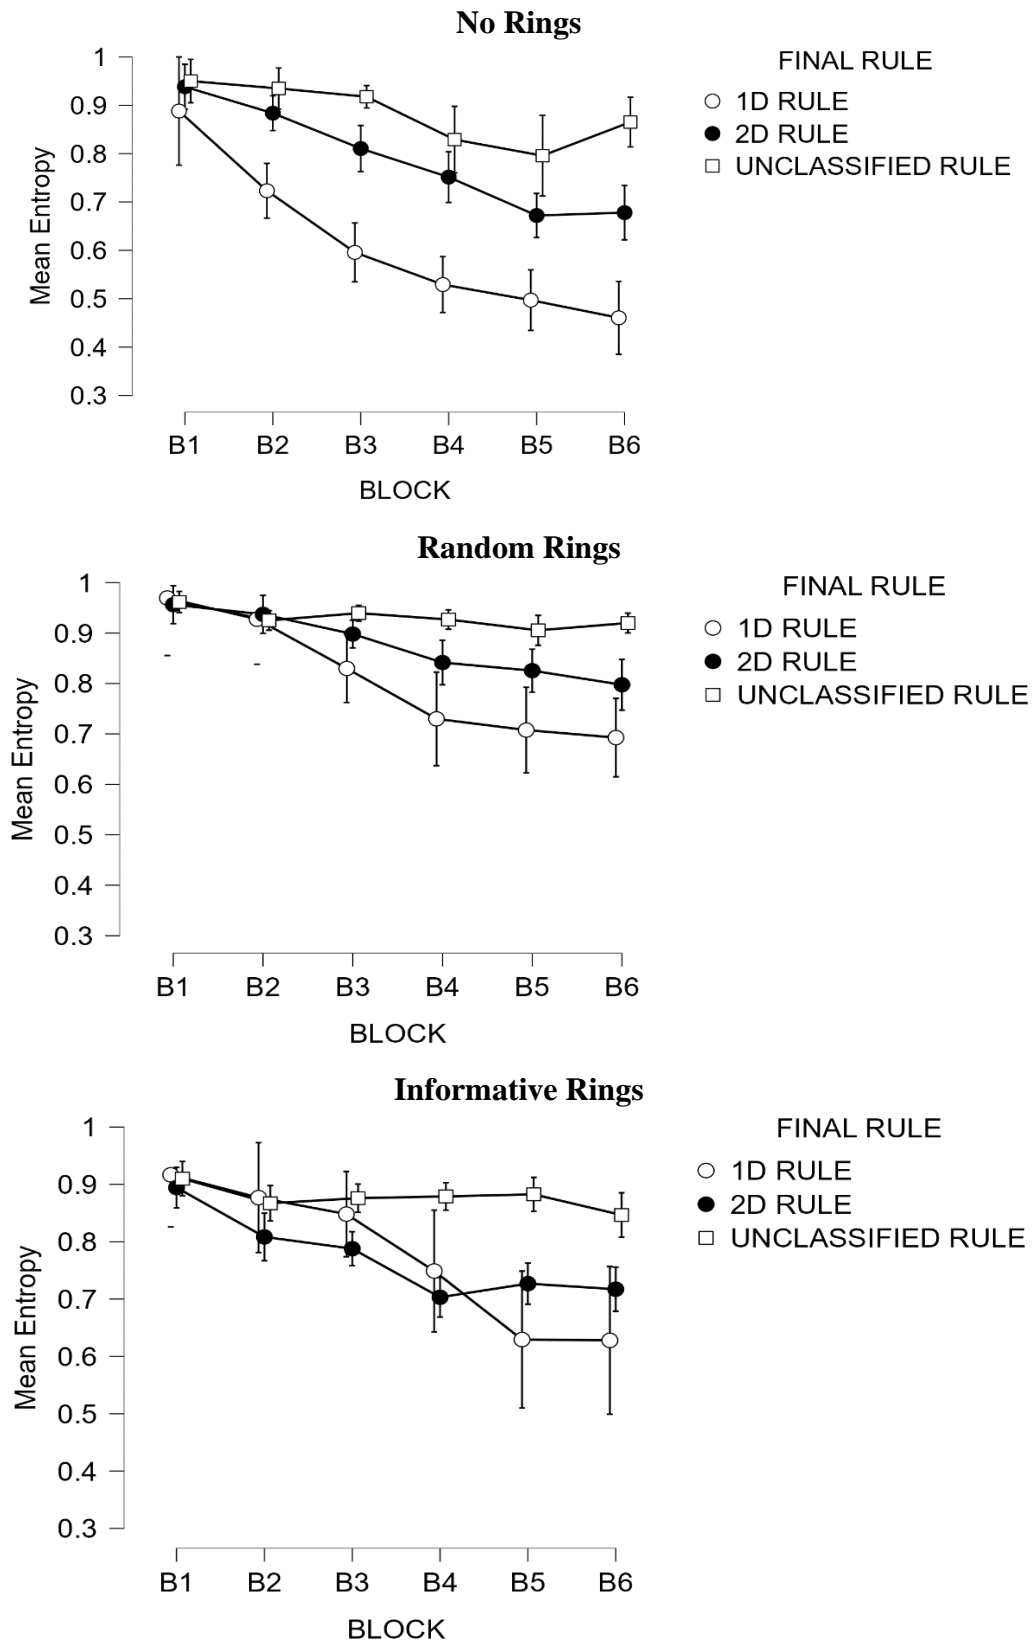 No Rings
FINAL RULE
1D RULE
2D RULE
UNCLASSIFIED RULE
Mean Entropy
1
0.9
0.8
0.7
0.6
0.5
0.4
0.3
B1 B2 B3 B4 B5 B6
BLOCK
Random Rings
FINAL RULE
1D RULE
2D RULE
UNCLASSIFIED RULE
Mean Entropy
1
0.9
0.8
0.7
0.6
0.5
0.4
0.3
B1 B2 B3 B4 B5 B6
BLOCK
Informative Rings
FINAL RULE
1D RULE
2D RULE
UNCLASSIFIED RULE
Mean Entropy
1
0.9
0.8
0.7
0.6
0.5
0.4
0.3
B1 B2 B3 B4 B5 B6
BLOCK